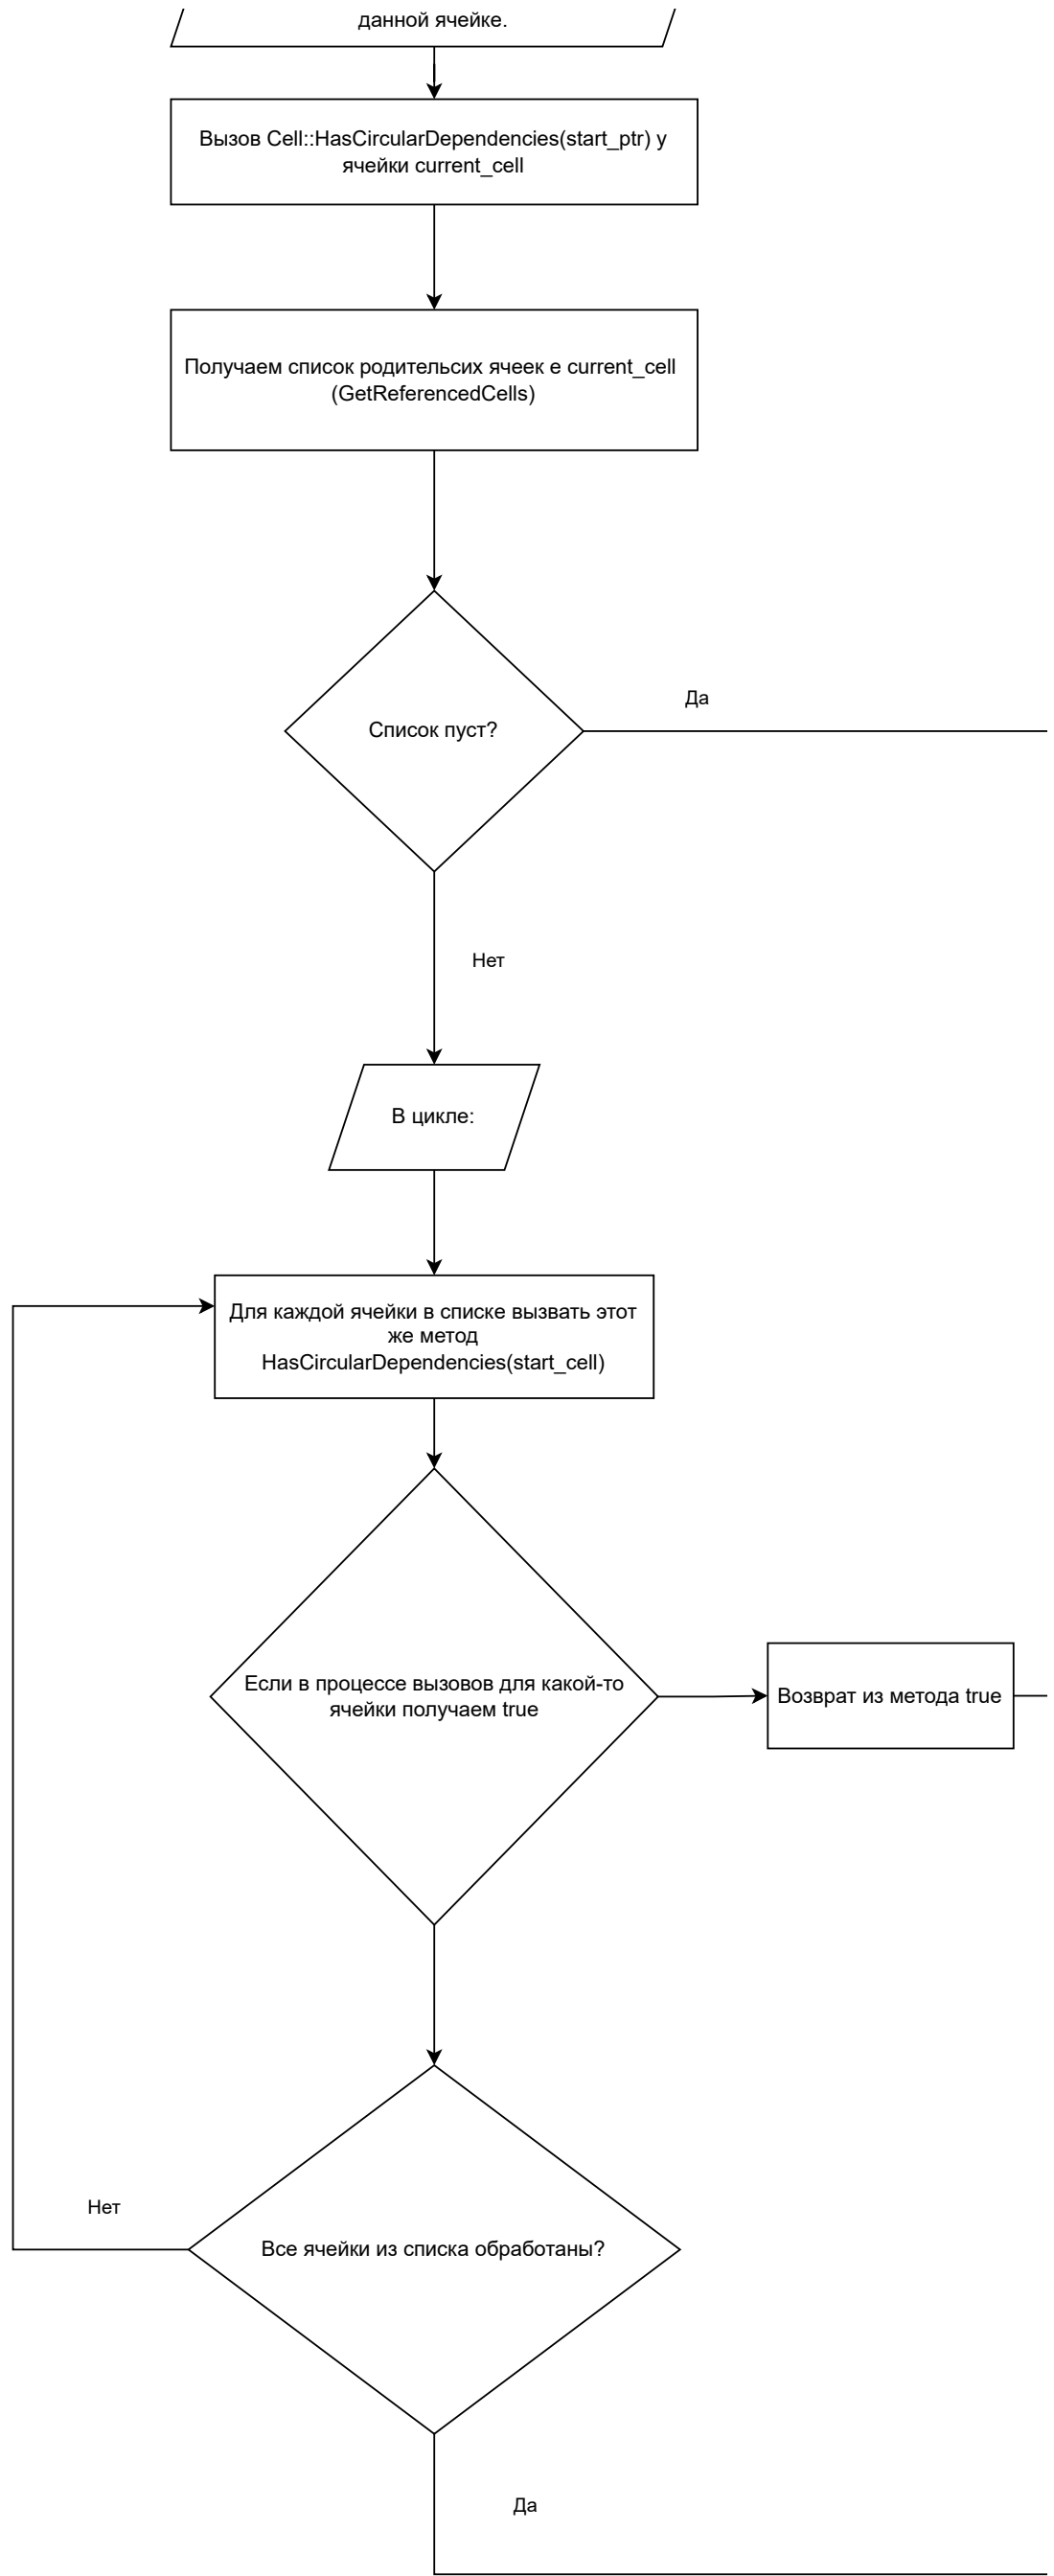 данной ячейке.
Вызов Cell::HasCircularDependencies(start_ptr) у
ячейки current_cell
Получаем список родительсих ячеек е current_cell
(GetReferencedCells)
Список пуст?
Да
Нет
В цикле:
Для каждой ячейки в списке вызвать этот
же метод
HasCircularDependencies(start_cell)
Если в процессе вызовов для какой-то
ячейки получаем true
Возврат из метода true
Нет
Все ячейки из списка обработаны?
Да